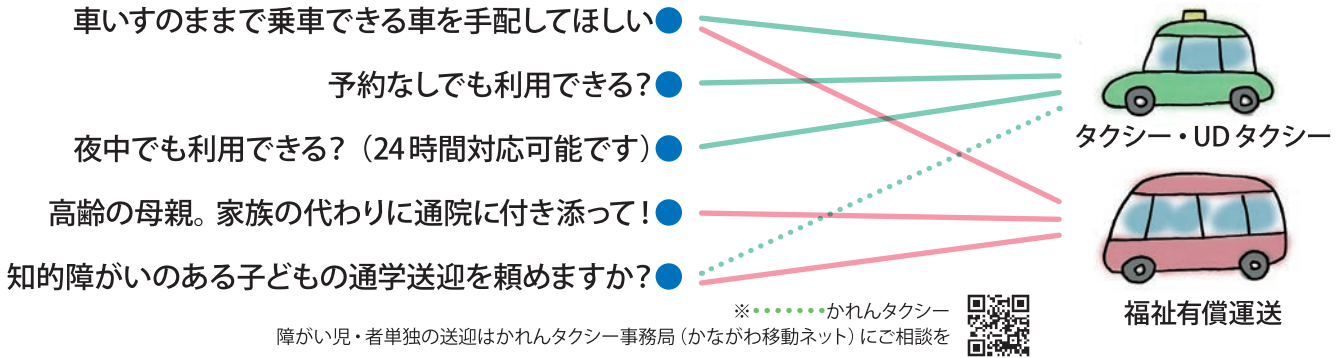 車いすのままで乗車できる車を手配してほしい
予約なしでも利用できる？
夜中でも利用できる？（24時間対応可能です）
高齢の母親。家族の代わりに通院に付き添って！
知的障がいのある子どもの通学送迎を頼めますか？
タクシー・UDタクシー
福祉有償運送
※・・・・・・・かれんタクシー
障がい児・者単独の送迎はかれんタクシー事務局（かながわ移動ネット）にご相談を